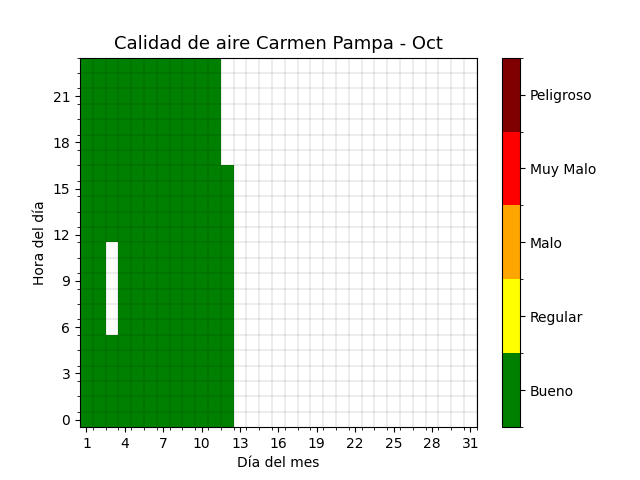 Calidad de aire Carmen Pampa - Oct
Hora del día
21
18
15
12
9
6
3
0
1 4 7 10 13 16 19 22 25 28 31
Día del mes
Peligroso
Muy Malo
Malo
Regular
Bueno